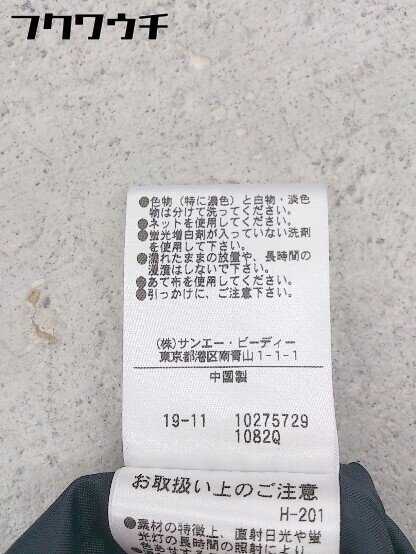 フクワウチ
●色物（特に濃色）と白物・淡色
物は分けて洗ってください。
●ネットを使用してください。
●蛍光増白剤が入っていない洗剤
を使用して下さい。
●濡れたままの放置や、長時間の
浸漬はしないで下さい。
●あて布を使用してください。
●引っかけに、ご注意下さい。
(株)サンエー・ビーディー
東京都港区南青山1-1-1
中國製
19-11 10275729
1082Q
お取扱い上のご注意
H-201
●素材の特徴上、直射日光や蛍
光灯の長時間の照射により、